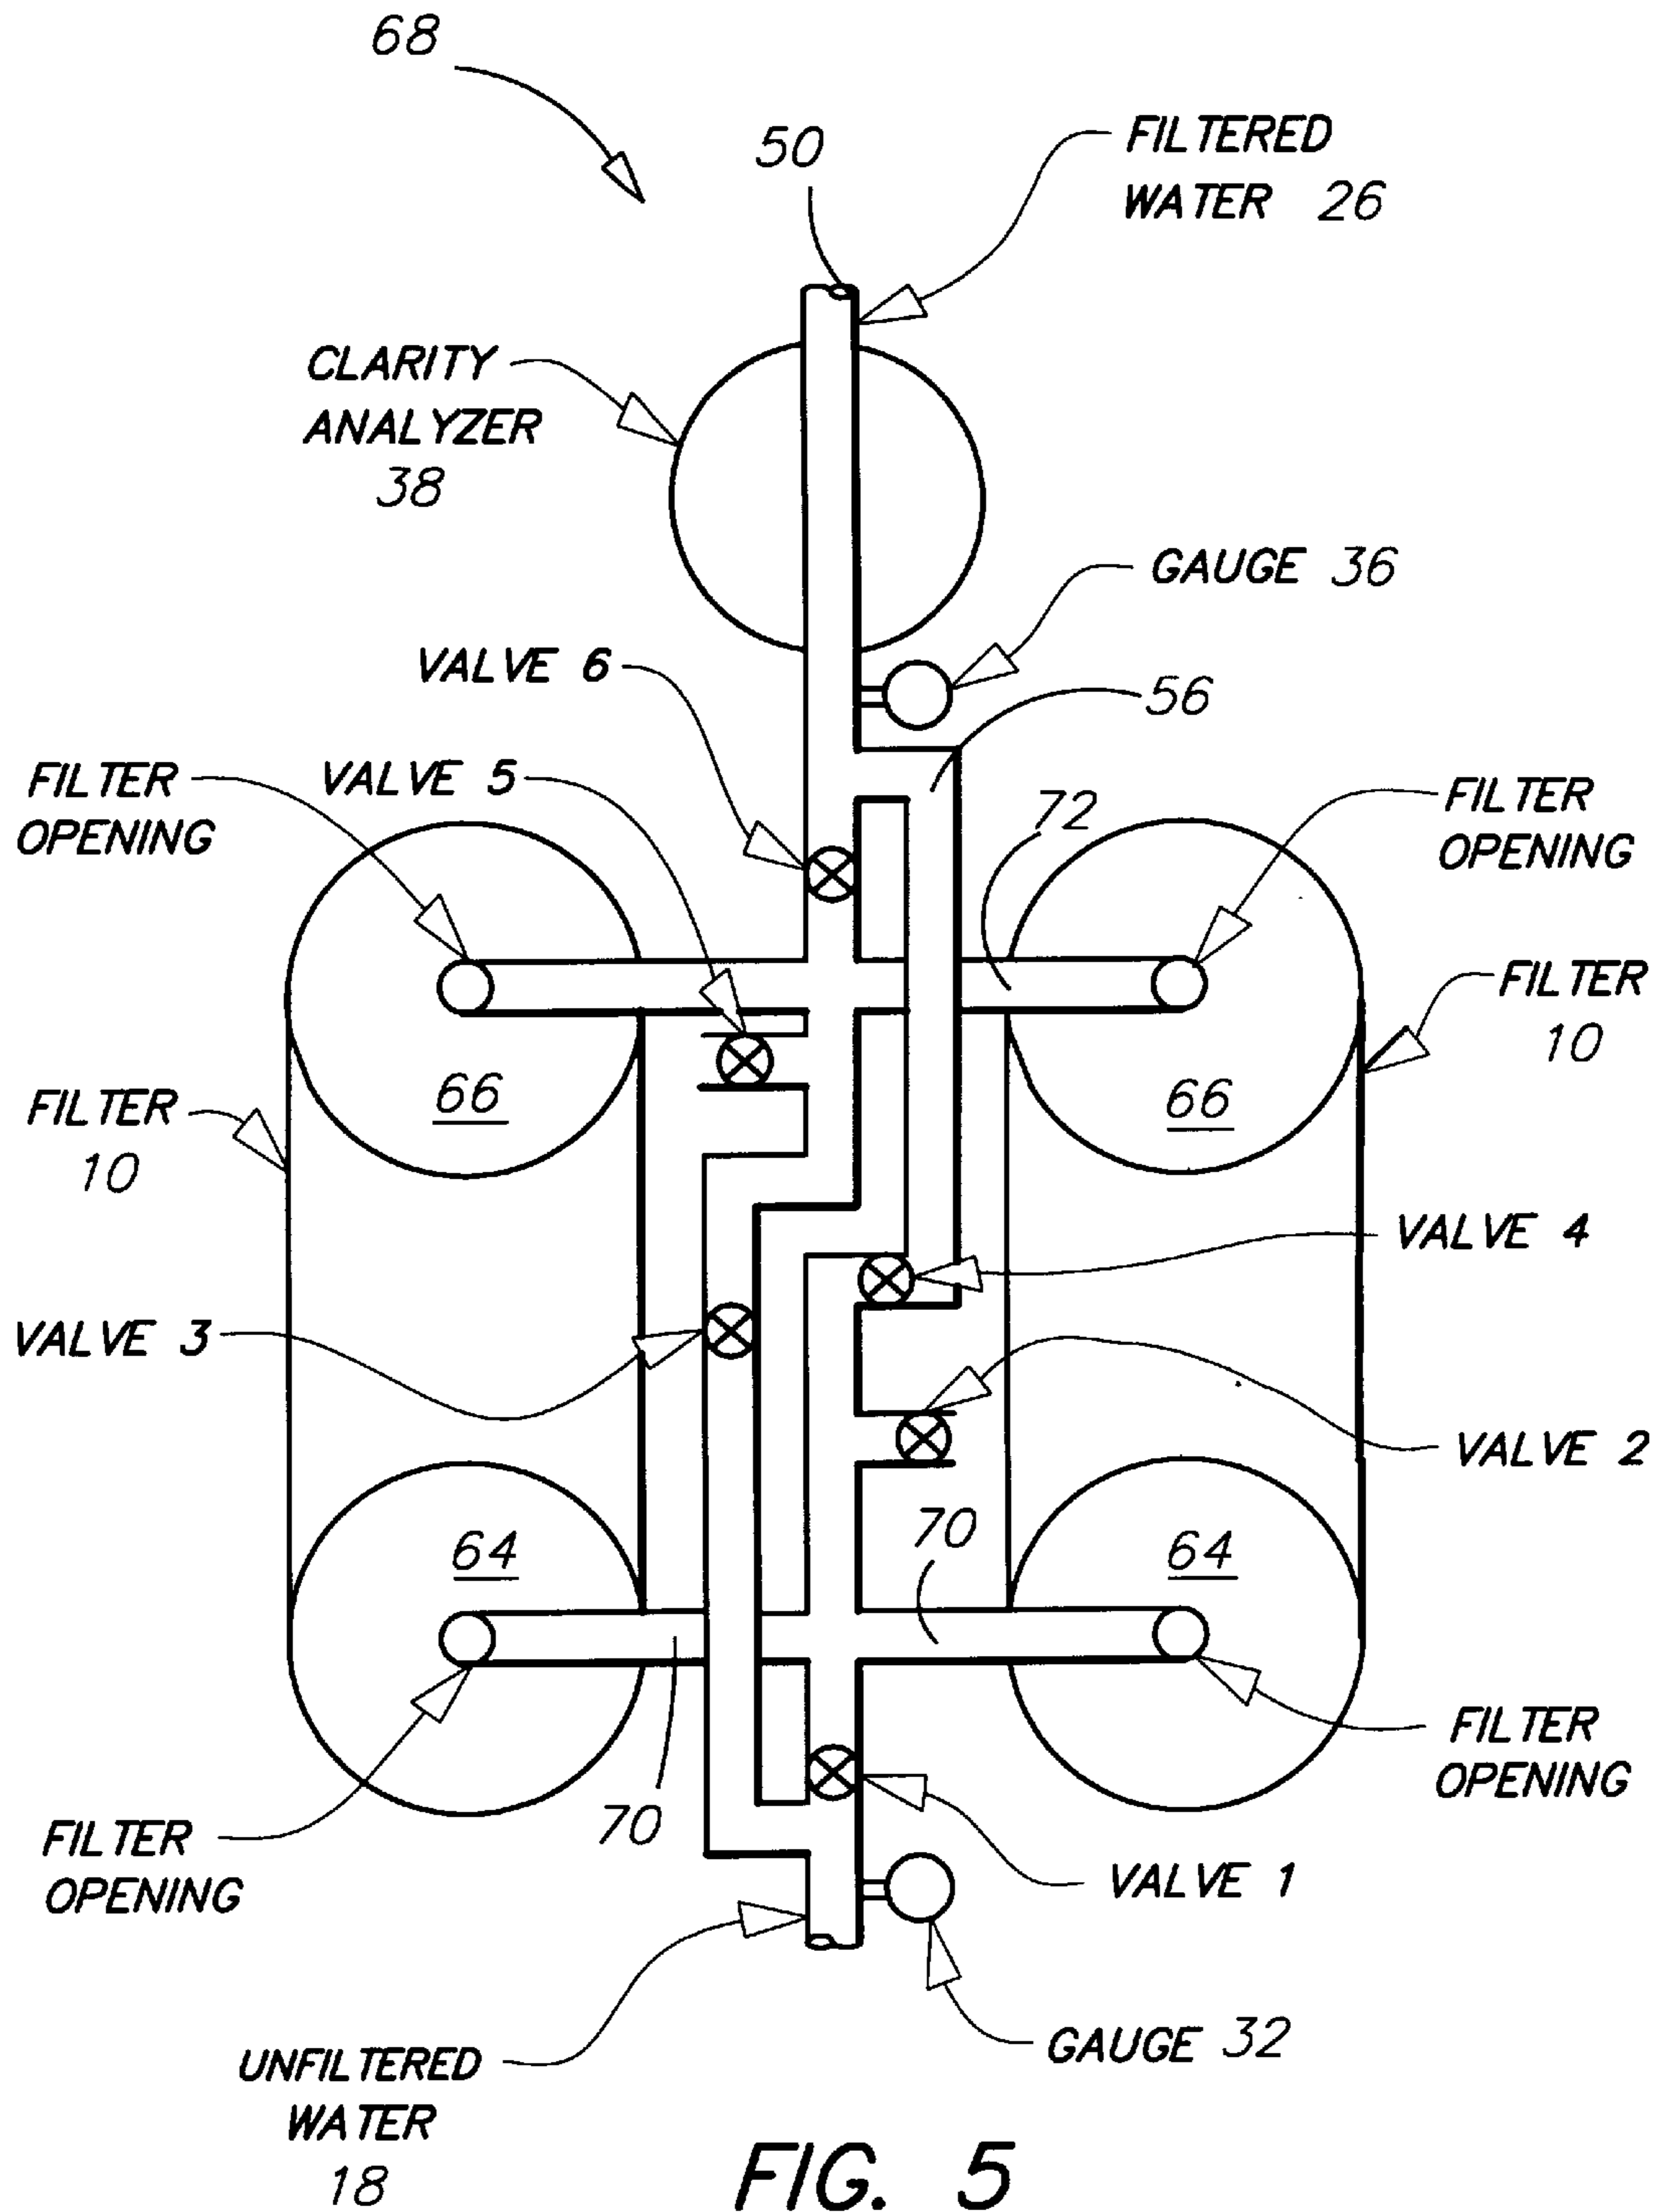 68
50
FILTERED
WATER 26
CLARITY
ANALYZER
38
GAUGE 36
VALVE 6
56
FILTER
OPENING
VALVE 5
72
FILTER
OPENING
FILTER
10
FILTER
10
66
66
VALVE 4
VALVE 3
VALVE 2
64
70
64
FILTER
OPENING
70
FILTER
OPENING
VALVE 1
GAUGE 32
UNFILTERED
WATER
18
FIG. 5